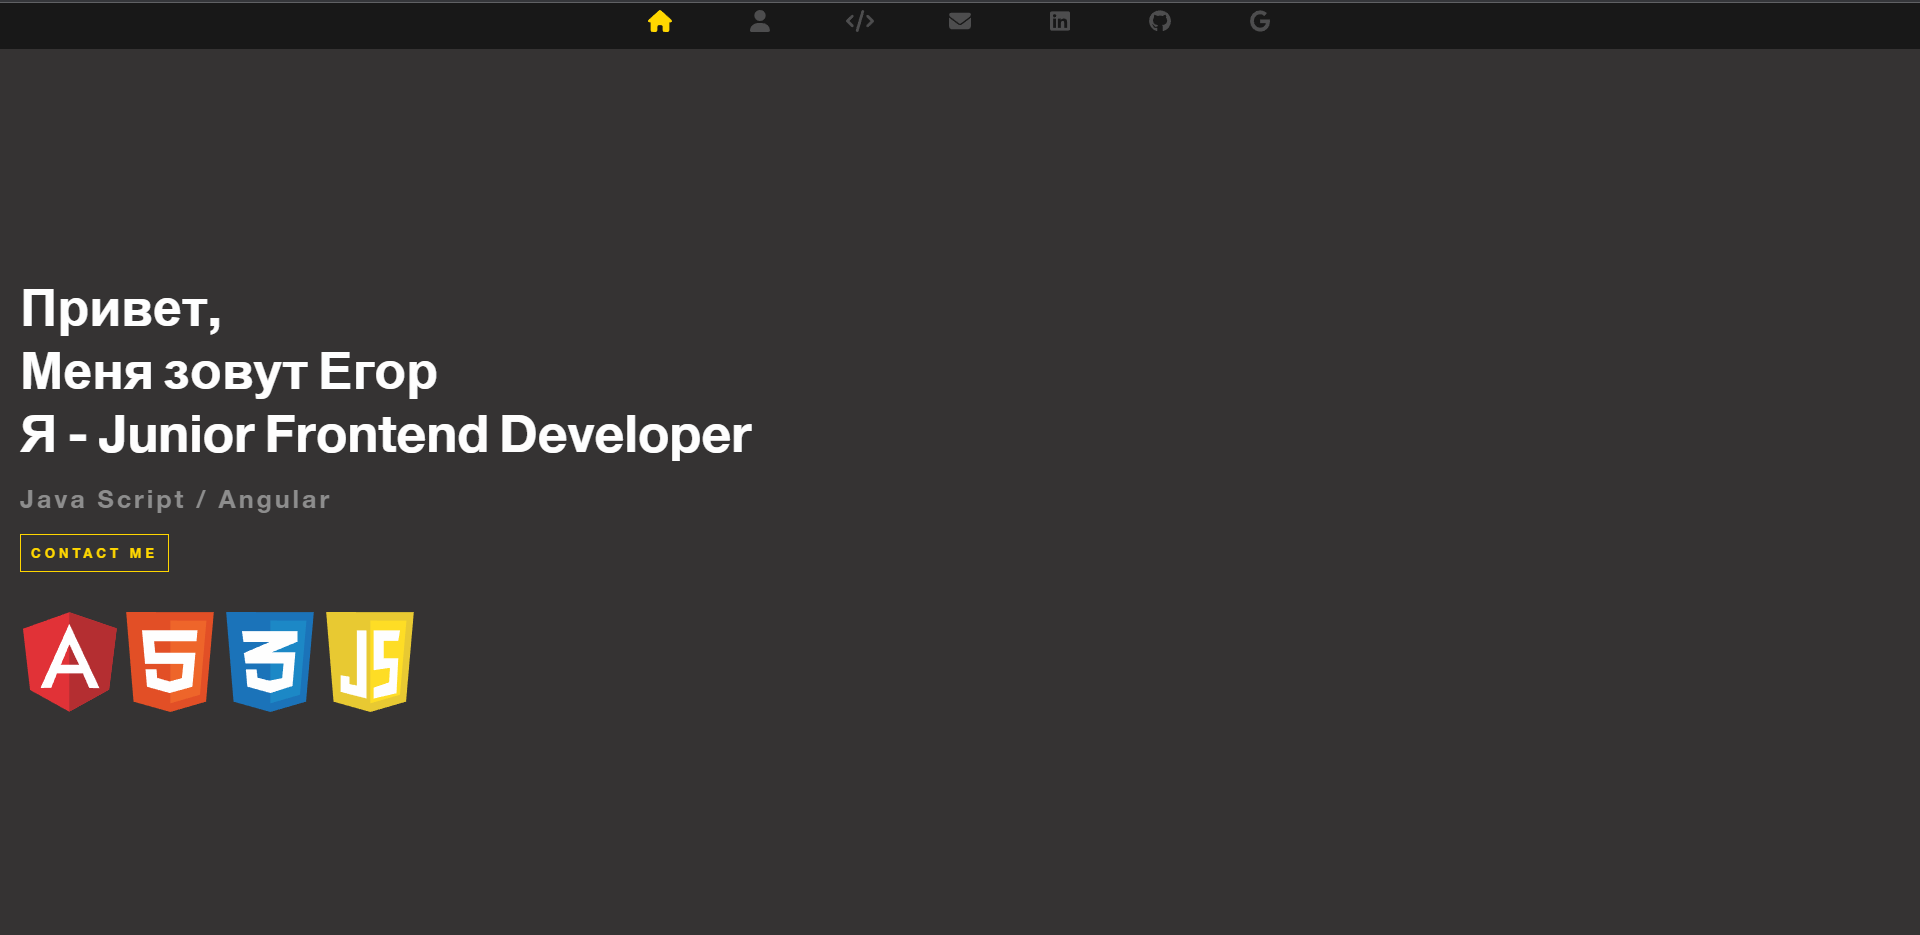 Привет,
Меня зовут Егор
Я - Junior Frontend Developer
Java Script / Angular
CONTACT ME
A
5
3
JS